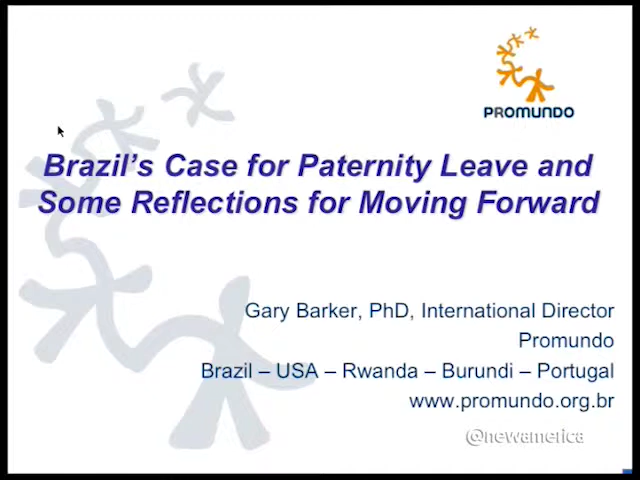 PROMUNDO
Brazil's Case for Paternity Leave and
Some Reflections for Moving Forward
Gary Barker, PhD, International Director
Promundo
Brazil – USA – Rwanda – Burundi – Portugal
www.promundo.org.br
@newamerica